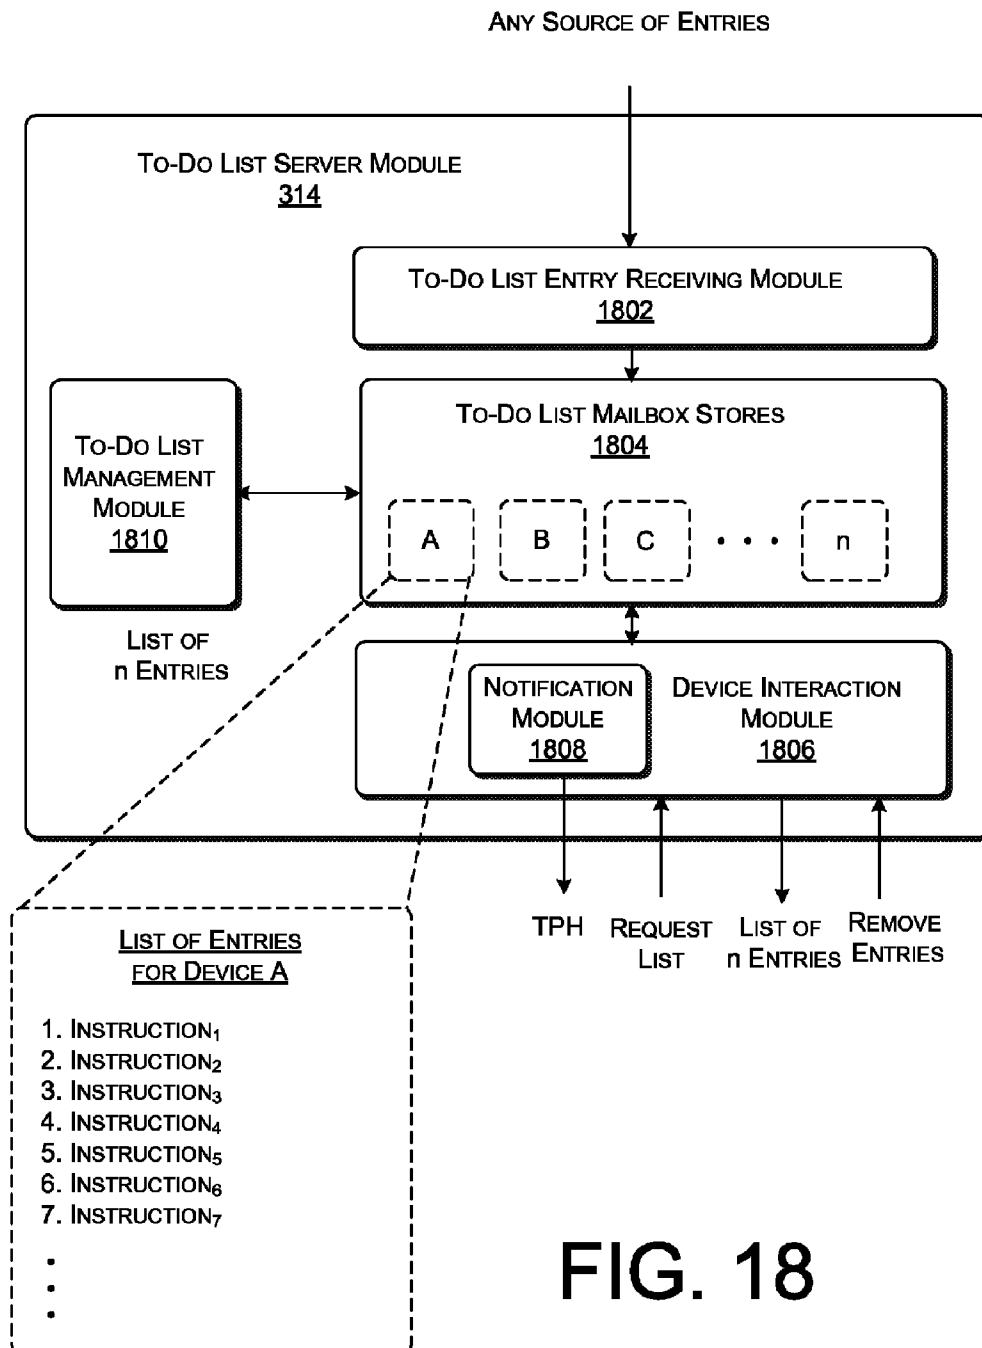 ANY SOURCE OF ENTRIES
TO-DO LIST SERVER MODULE
314
TO-DO LIST ENTRY RECEIVING MODULE
1802
TO-DO LIST MAILBOX STORES
1804
TO-DO LIST
MANAGEMENT
MODULE
1810
A B C • • • n
LIST OF
n ENTRIES
NOTIFICATION
MODULE
1808
DEVICE INTERACTION
MODULE
1806
TPH
REQUEST
LIST
LIST OF
n ENTRIES
REMOVE
ENTRIES
LIST OF ENTRIES
FOR DEVICE A
1. INSTRUCTION₁
2. INSTRUCTION₂
3. INSTRUCTION₃
4. INSTRUCTION₄
5. INSTRUCTION₅
6. INSTRUCTION₆
7. INSTRUCTION₇
•
•
•
FIG. 18